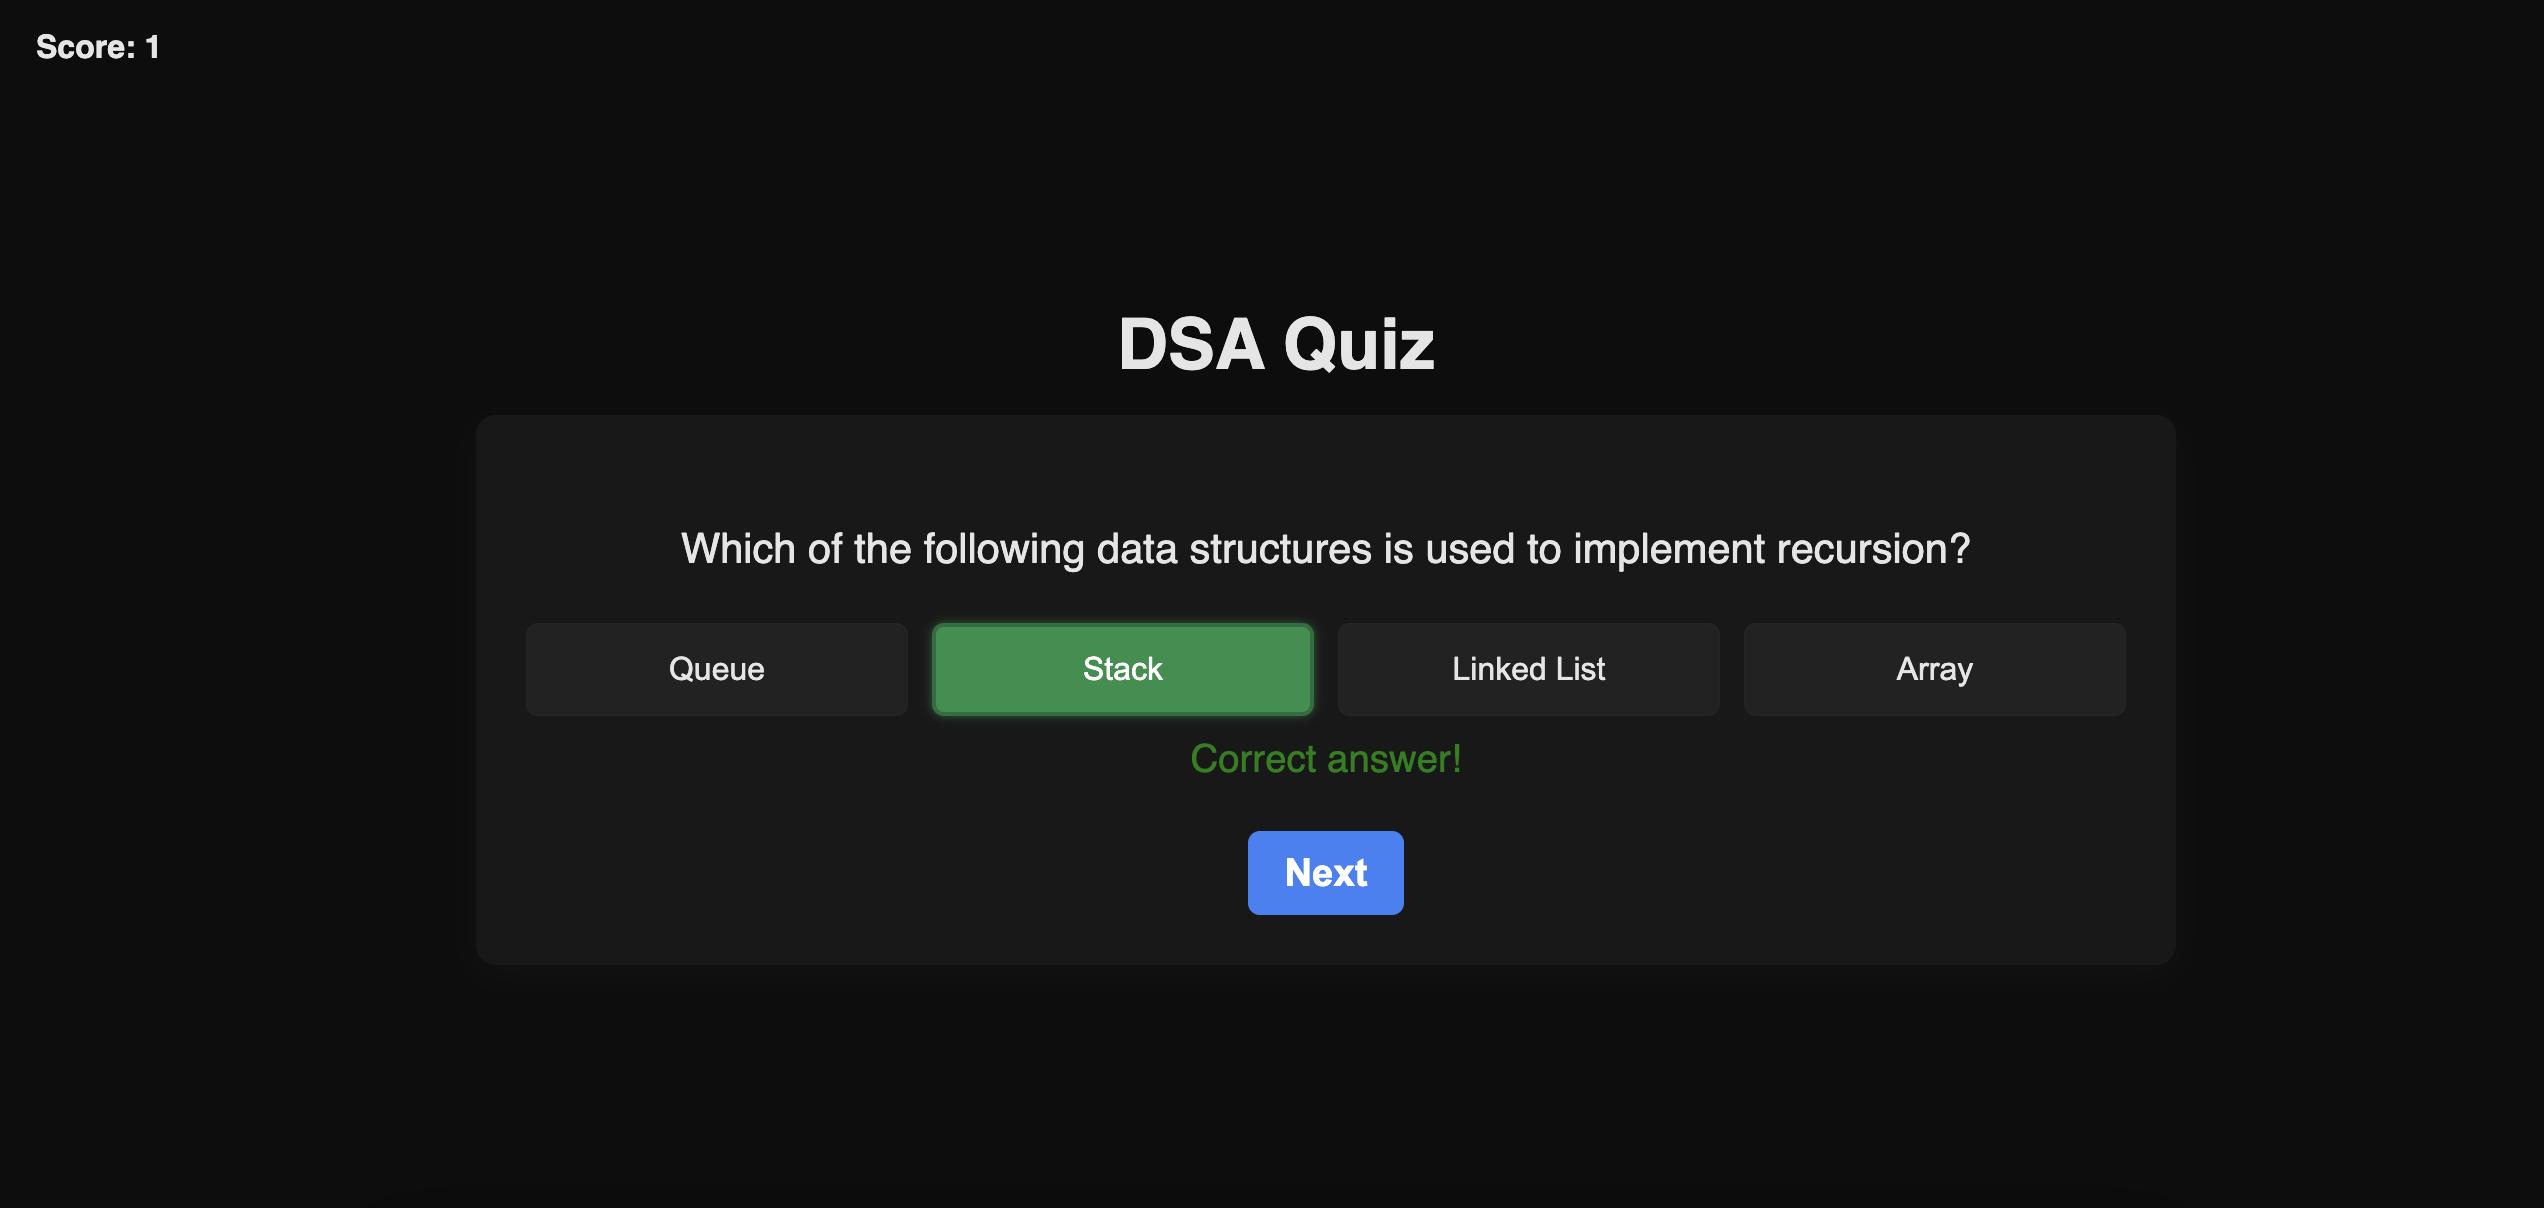 Score: 1
DSA Quiz
Which of the following data structures is used to implement recursion?
Queue
Stack
Linked List
Array
Correct answer!
Next